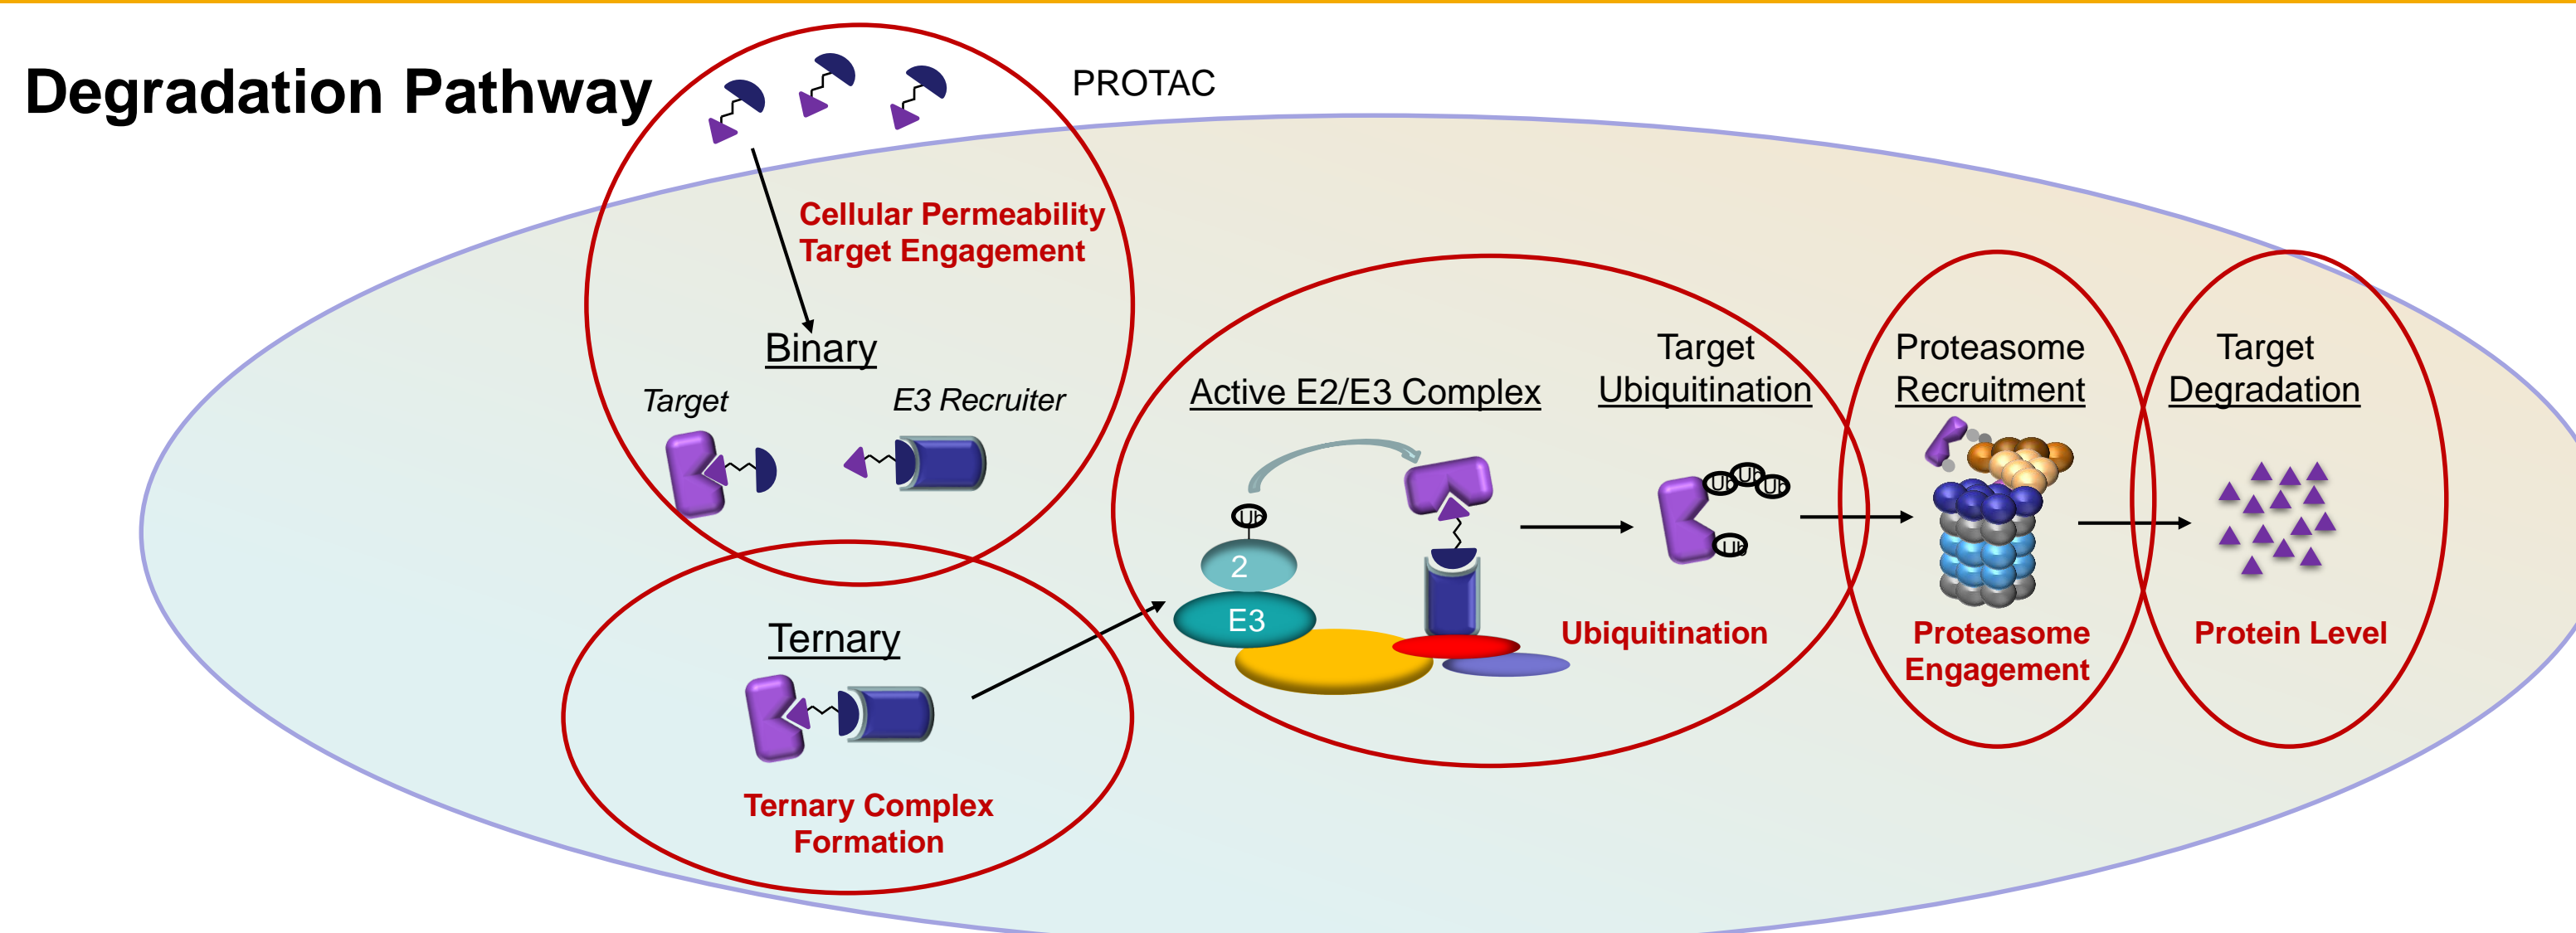 Degradation Pathway
PROTAC
Cellular Permeability
Target Engagement
Binary
Target
E3 Recruiter
Ternary
Ternary Complex
Formation
Active E2/E3 Complex
Ub
2
E3
Target
Ubiquitination
Ub
Ub
Ub
Ub
Ubiquitination
Proteasome
Recruitment
Proteasome
Engagement
Target
Degradation
Protein Level